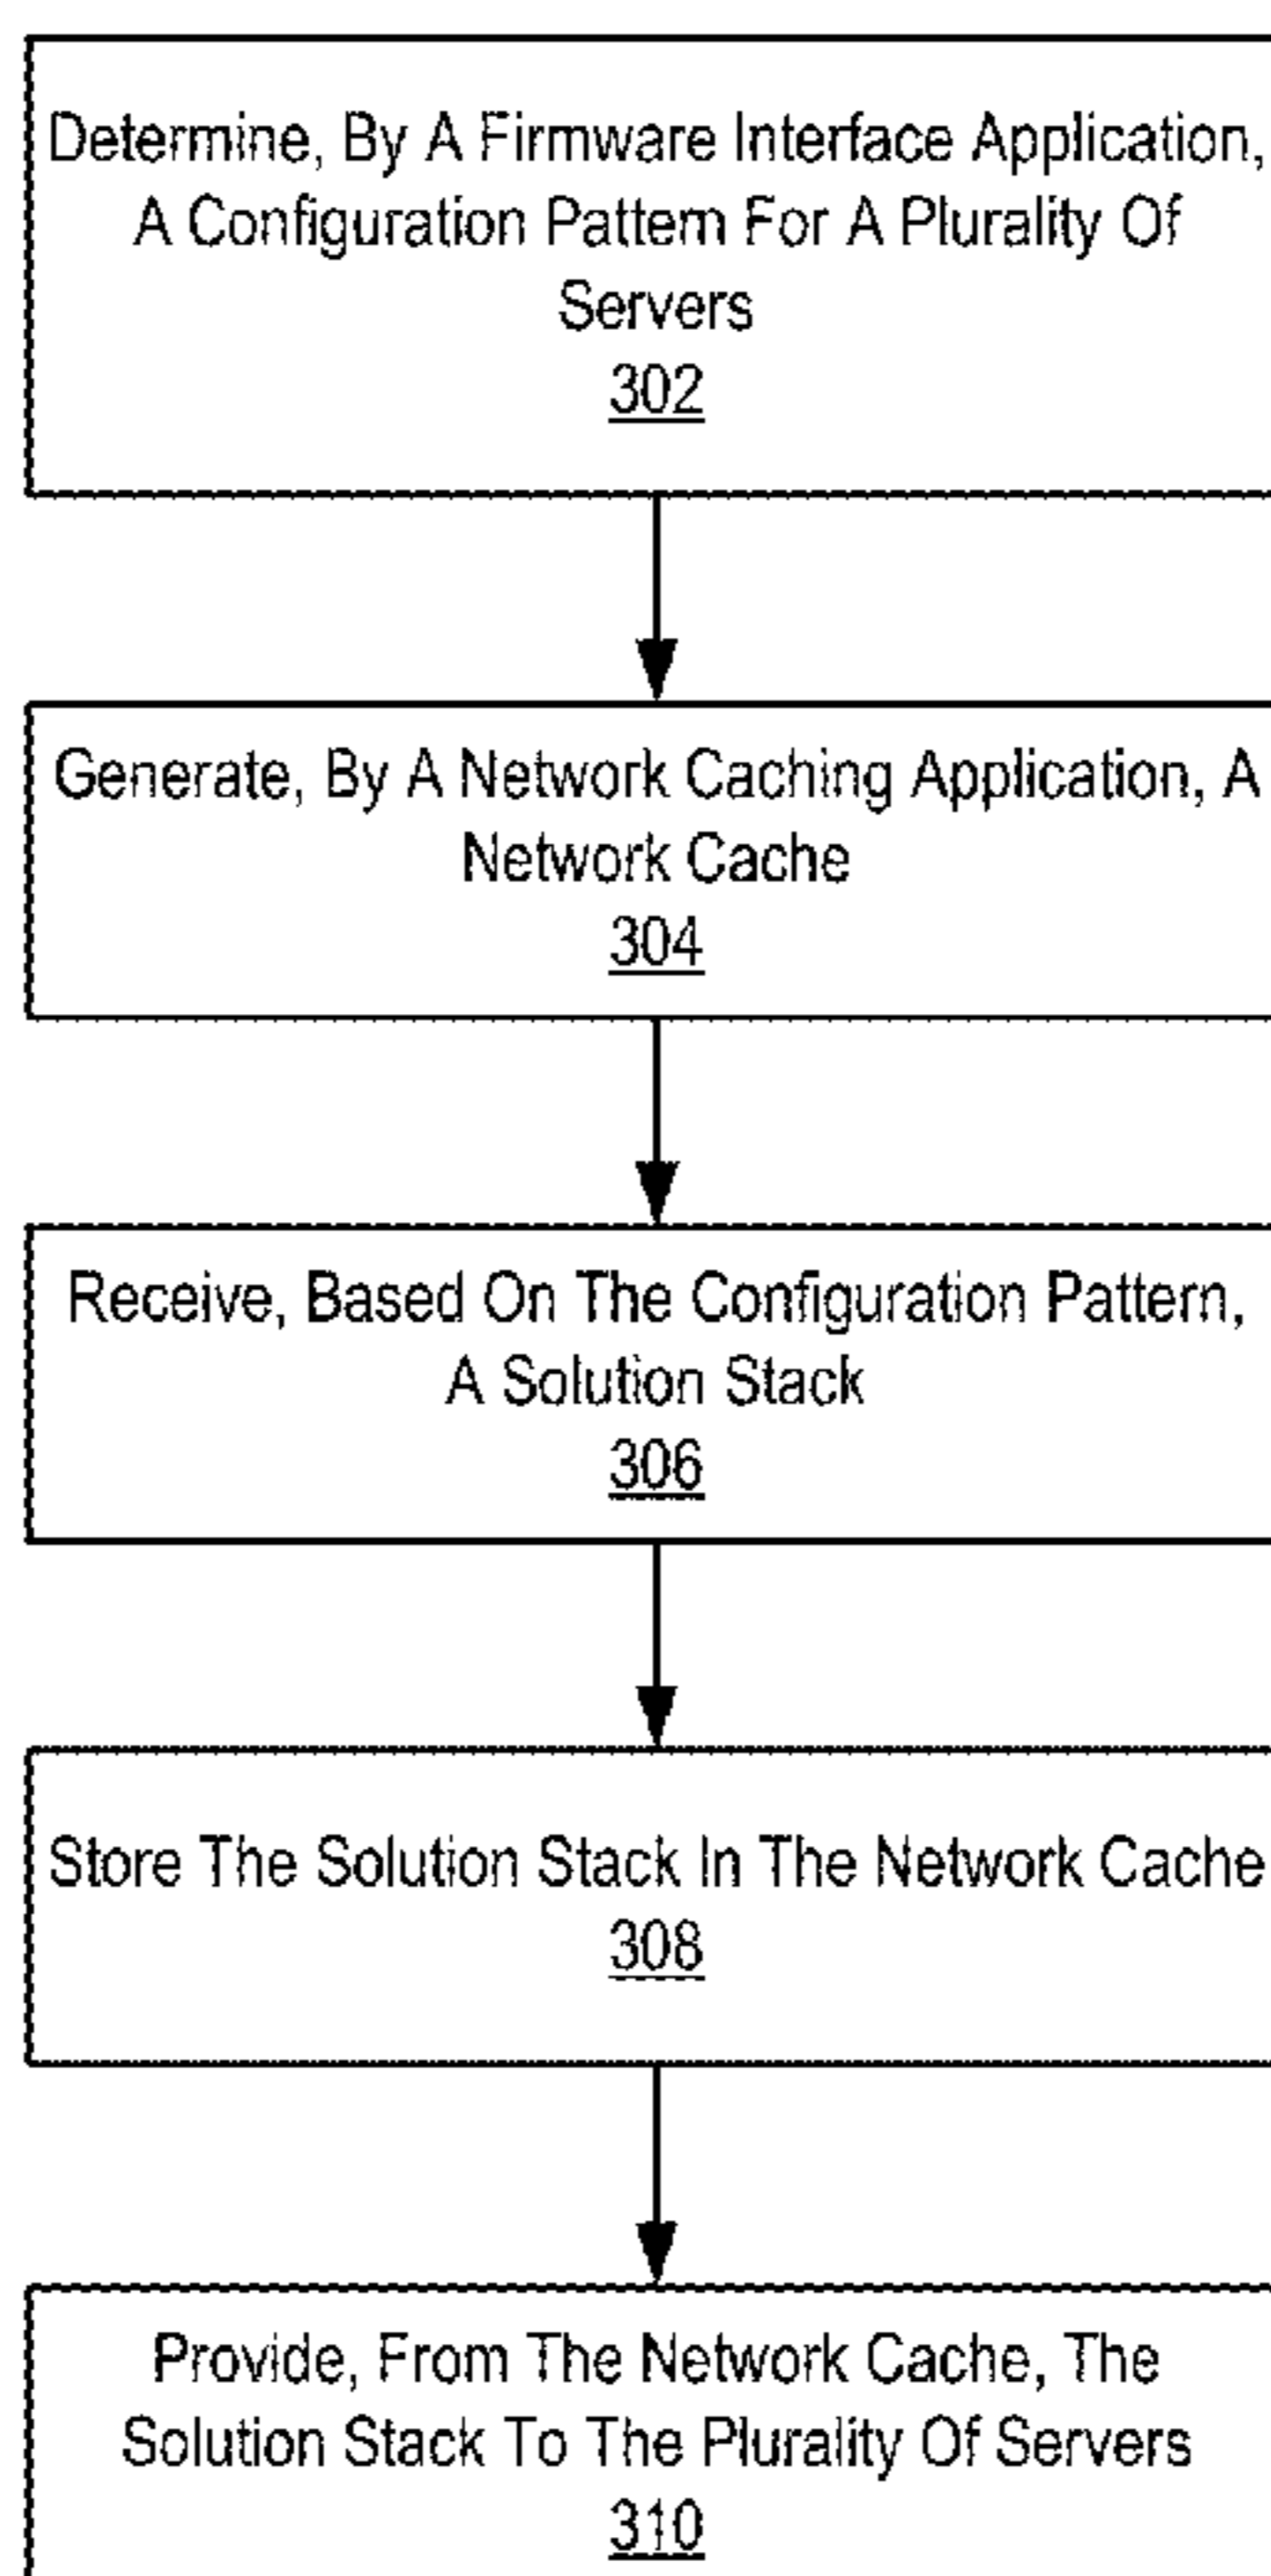 Determine, By A Firmware Interface Application,
A Configuration Pattern For A Plurality Of
Servers
302
Generate, By A Network Caching Application, A
Network Cache
304
Receive, Based On The Configuration Pattern,
A Solution Stack
306
Store The Solution Stack In The Network Cache
308
Provide, From The Network Cache, The
Solution Stack To The Plurality Of Servers
310